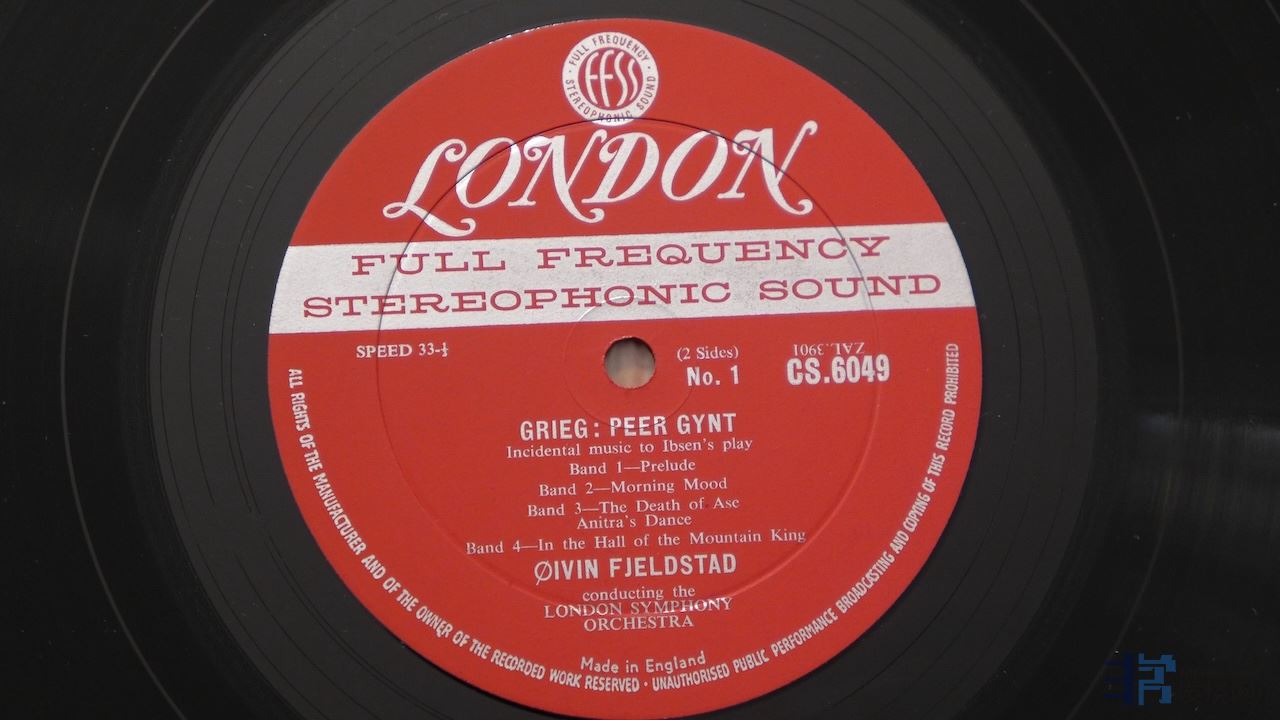 FULL FREQUENCY
FFSS
STEREOPHONIC SOUND
LONDON
FULL FREQUENCY
STEREOPHONIC SOUND
SPEED 33-⅓
(2 Sides)
No. 1
ZAL.3901
CS.6049
GRIEG: PEER GYNT
Incidental music to Ibsen's play
Band 1—Prelude
Band 2—Morning Mood
Band 3—The Death of Ase
Anitra's Dance
Band 4—In the Hall of the Mountain King
ØIVIN FJELDSTAD
conducting the
LONDON SYMPHONY
ORCHESTRA
Made in England
ALL RIGHTS OF THE MANUFACTURER AND OF THE OWNER OF THE RECORDED WORK RESERVED · UNAUTHORISED PUBLIC PERFORMANCE BROADCASTING AND COPYING OF THIS RECORD PROHIBITED